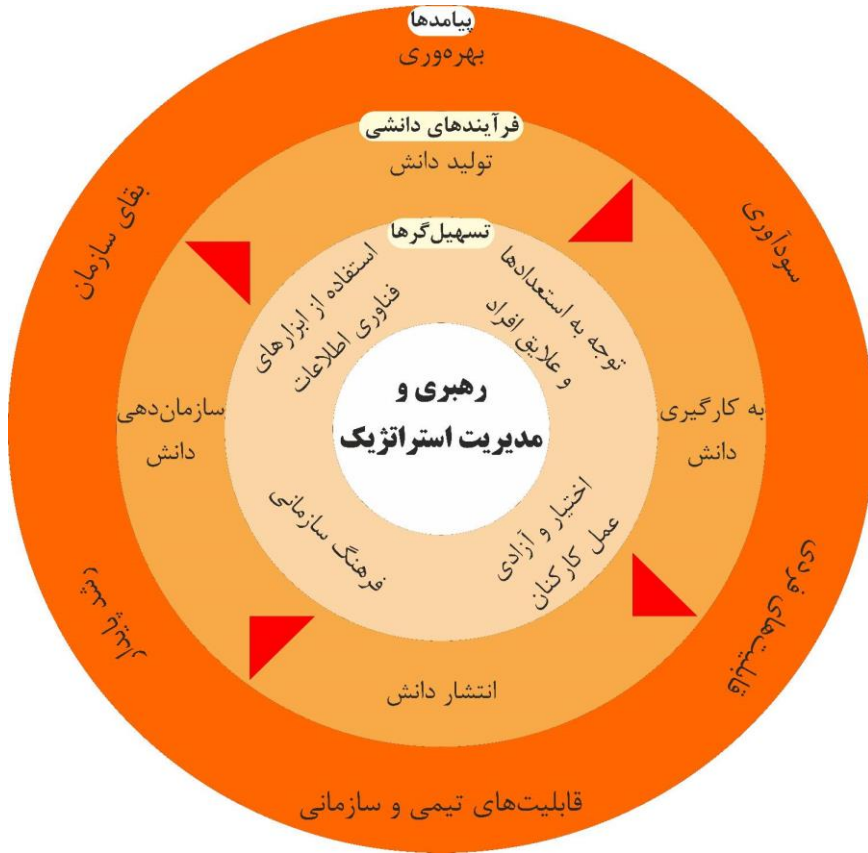 پیامدها
بهره‌وری
فرآیندهای دانشی
تولید دانش
تسهیل‌گرها
توجه به استعدادها
و علایق افراد
استفاده از ابزارهای
فناوری اطلاعات
رهبری و
مدیریت استراتژیک
اختیار و آزادی
عمل کارکنان
فرهنگ سازمانی
به کارگیری
دانش
سازمان‌دهی
دانش
انتشار دانش
سودآوری
بقای سازمان
قابلیت‌های فردی
رشد پایدار
قابلیت‌های تیمی و سازمانی